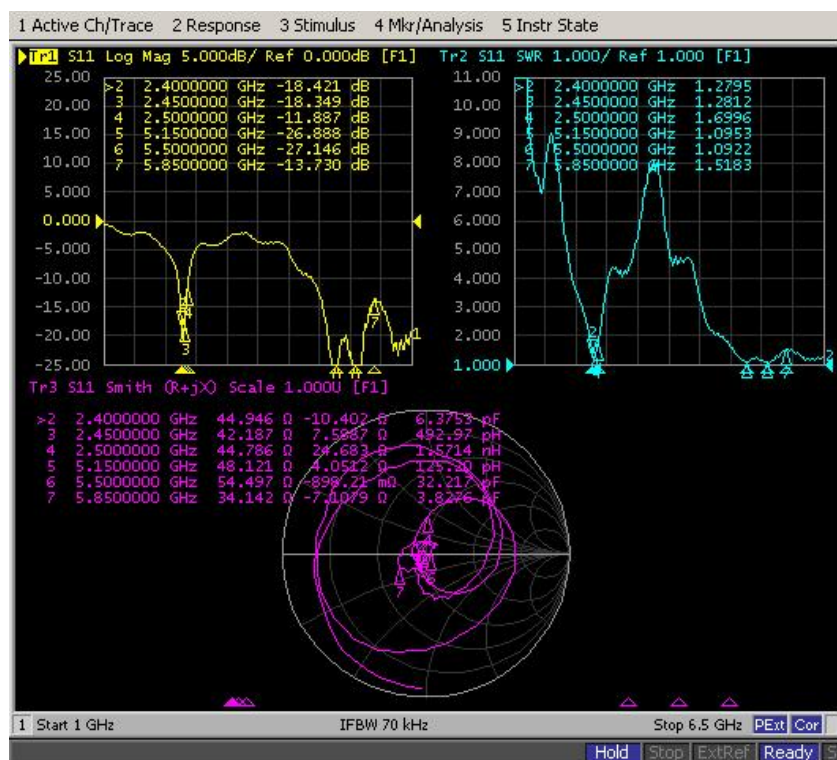 1 Active Ch/Trace 2 Response 3 Stimulus 4 Mkr/Analysis 5 Instr State
Tr1 S11 Log Mag 5.000dB/ Ref 0.000dB [F1]
25.00
20.00
15.00
10.00
5.000
0.000
-5.000
-10.00
-15.00
-20.00
-25.00
>2 2.4000000 GHz -18.421 dB
3 2.4500000 GHz -18.349 dB
4 2.5000000 GHz -11.887 dB
5 5.1500000 GHz -26.888 dB
6 5.5000000 GHz -27.146 dB
7 5.8500000 GHz -13.730 dB
4
3
7
1
Tr2 S11 SWR 1.000/ Ref 1.000 [F1]
11.00
10.00
9.000
8.000
7.000
6.000
5.000
4.000
3.000
2.000
1.000
>2 2.4000000 GHz 1.2795
3 2.4500000 GHz 1.2812
4 2.5000000 GHz 1.6996
5 5.1500000 GHz 1.0953
6 5.5000000 GHz 1.0922
7 5.8500000 GHz 1.5183
2
7
2
Tr3 S11 Smith (R+jX) Scale 1.000U [F1]
>2 2.4000000 GHz 44.946 Ω -10.402 Ω 6.3753 pF
3 2.4500000 GHz 42.187 Ω 7.5987 Ω 492.97 pH
4 2.5000000 GHz 44.786 Ω 24.683 Ω 1.5714 nH
5 5.1500000 GHz 48.121 Ω 4.0512 Ω 125.20 pH
6 5.5000000 GHz 54.497 Ω -898.21 mΩ 32.217 pF
7 5.8500000 GHz 34.142 Ω -7.1079 Ω 3.8276 pF
7
1 Start 1 GHz IFBW 70 kHz Stop 6.5 GHz PExt Cor
Hold Stop ExtRef Ready